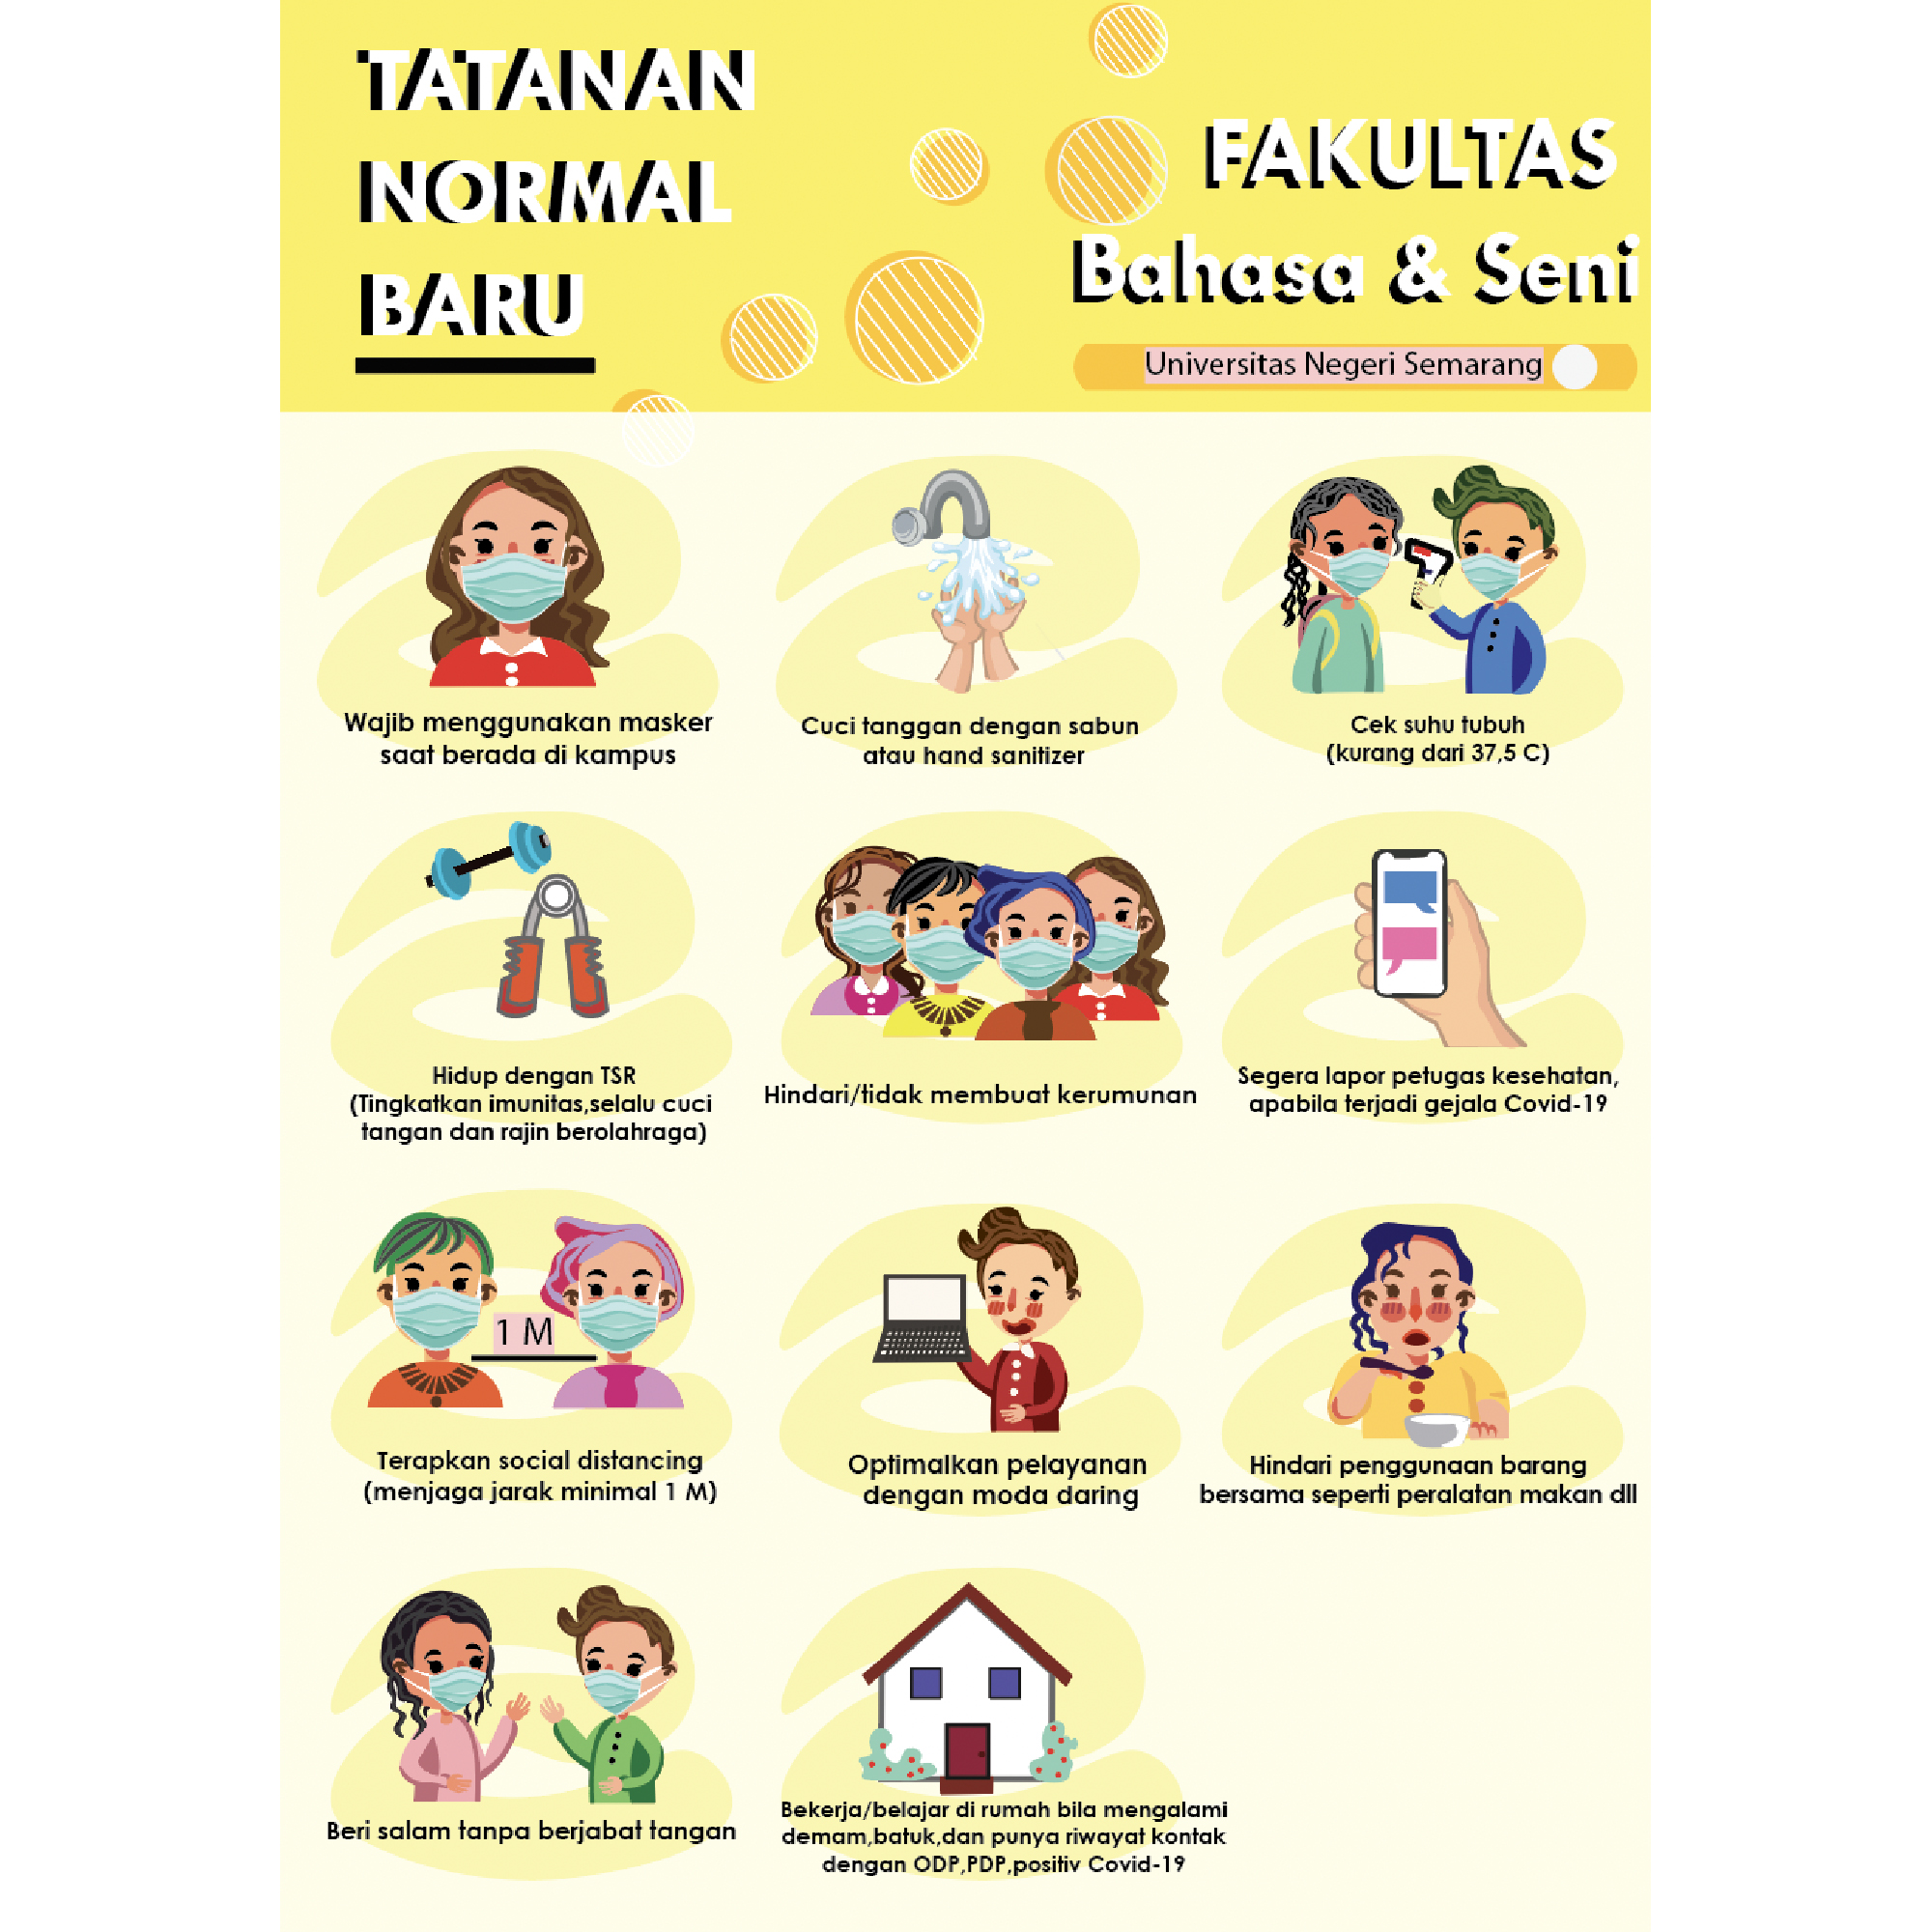 TATANAN
NORMAL
BARU
FAKULTAS
Bahasa & Seni
Universitas Negeri Semarang
Wajib menggunakan masker
saat berada di kampus
Cuci tanggan dengan sabun
atau hand sanitizer
Cek suhu tubuh
(kurang dari 37,5 C)
Hidup dengan TSR
(Tingkatkan imunitas,selalu cuci
tangan dan rajin berolahraga)
Hindari/tidak membuat kerumunan
Segera lapor petugas kesehatan,
apabila terjadi gejala Covid-19
1 M
Terapkan social distancing
(menjaga jarak minimal 1 M)
Optimalkan pelayanan
dengan moda daring
Hindari penggunaan barang
bersama seperti peralatan makan dll
Beri salam tanpa berjabat tangan
Bekerja/belajar di rumah bila mengalami
demam,batuk,dan punya riwayat kontak
dengan ODP,PDP,positiv Covid-19